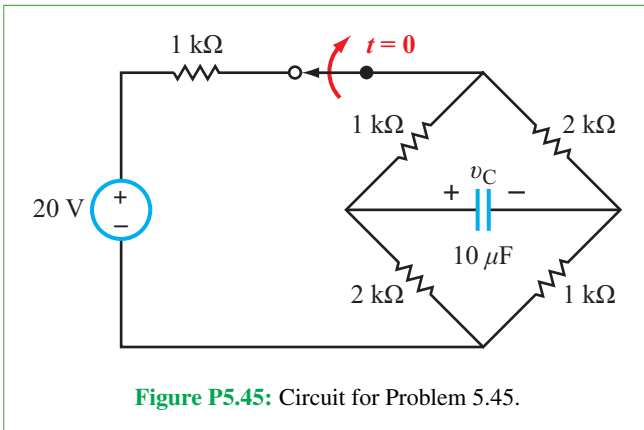 1 kΩ
t = 0
1 kΩ
2 kΩ
υC
+ −
20 V
+
−
10 μF
2 kΩ
1 kΩ
Figure P5.45: Circuit for Problem 5.45.